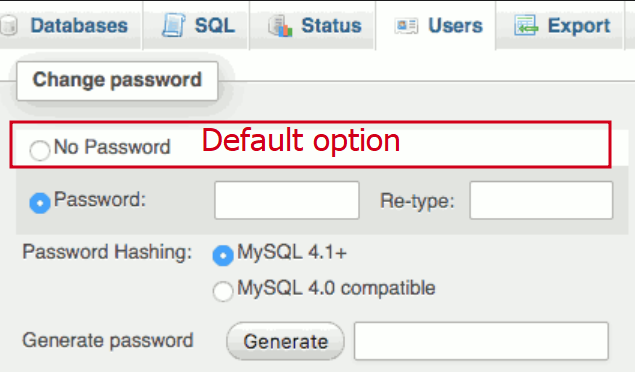 Databases SQL Status Users Export
Change password
No Password Default option
Password: Re-type:
Password Hashing: MySQL 4.1+
MySQL 4.0 compatible
Generate password Generate